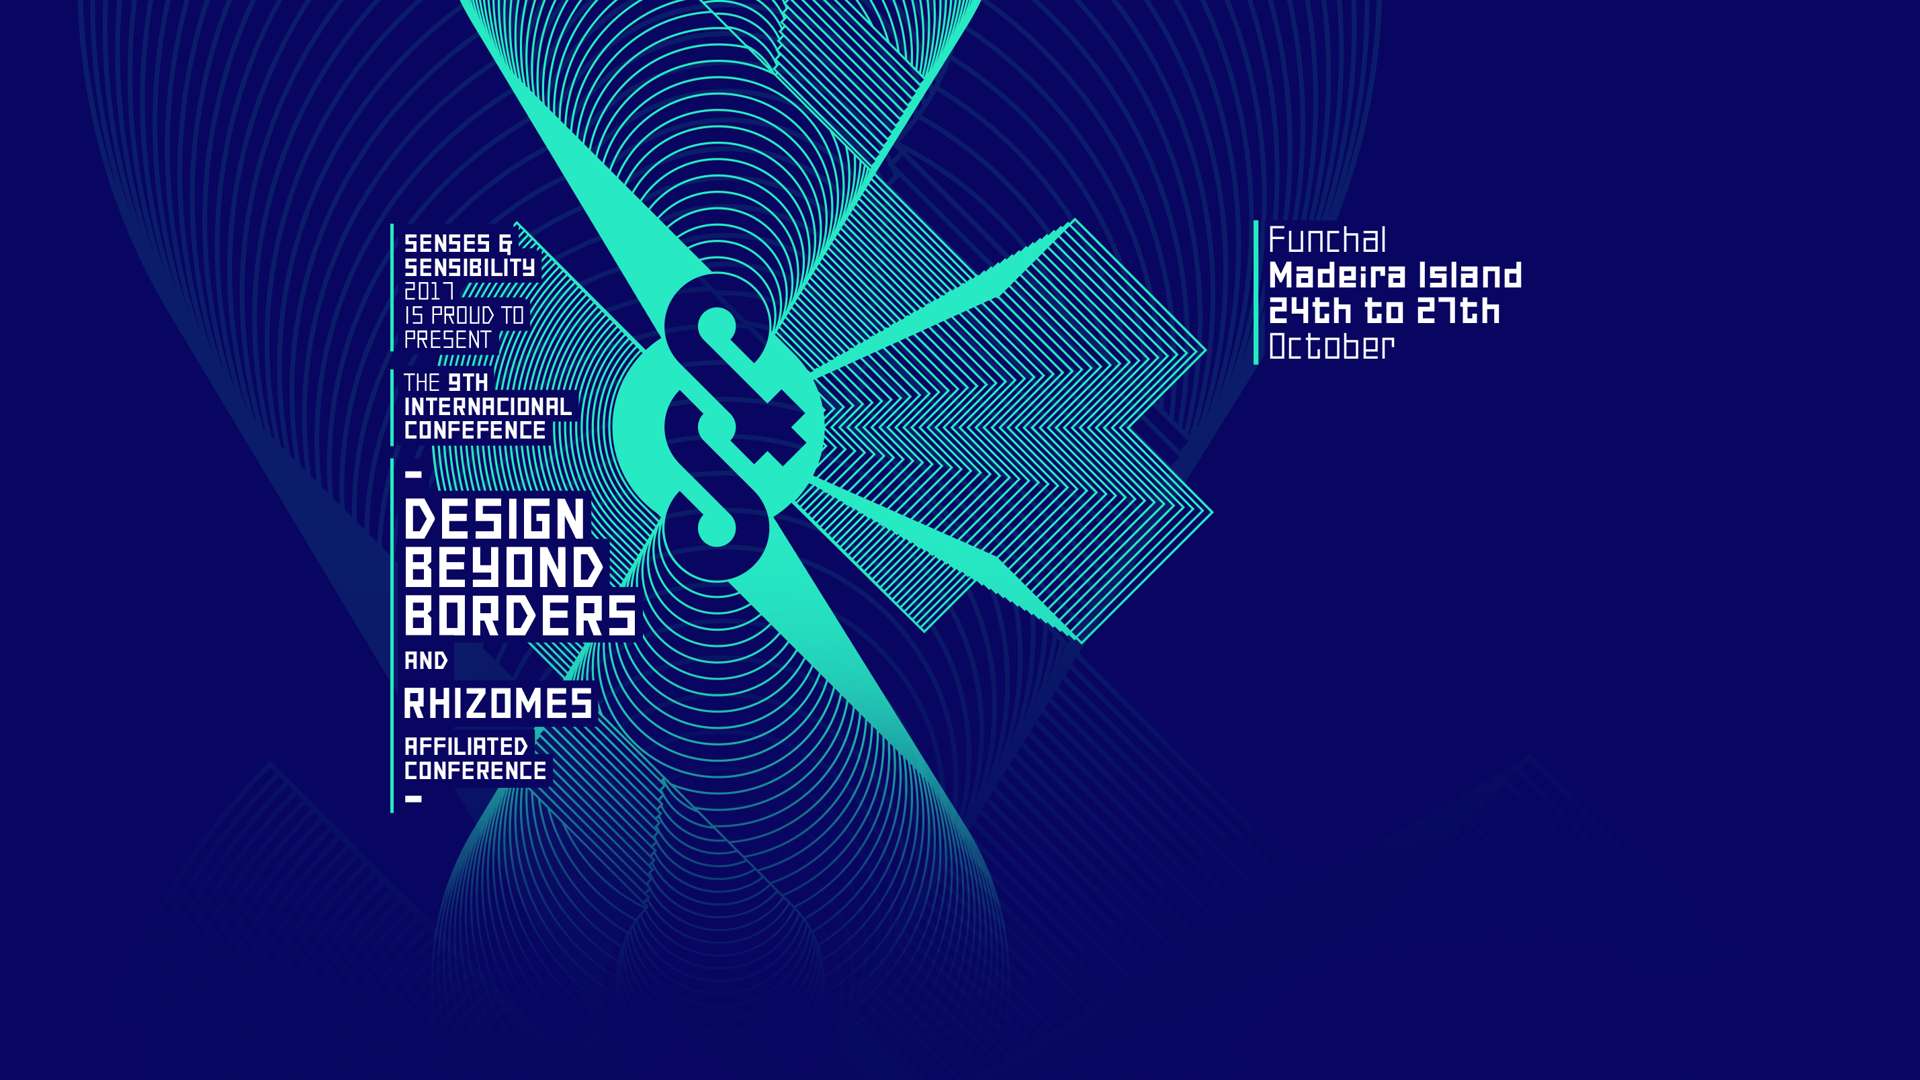 SENSES &
SENSIBILITY
2017
IS PROUD TO
PRESENT
THE 9TH
INTERNACIONAL
CONFEFENCE
–
DESIGN
BEYOND
BORDERS
AND
RHIZOMES
AFFILIATED
CONFERENCE
–
Funchal
Madeira Island
24th to 27th
October